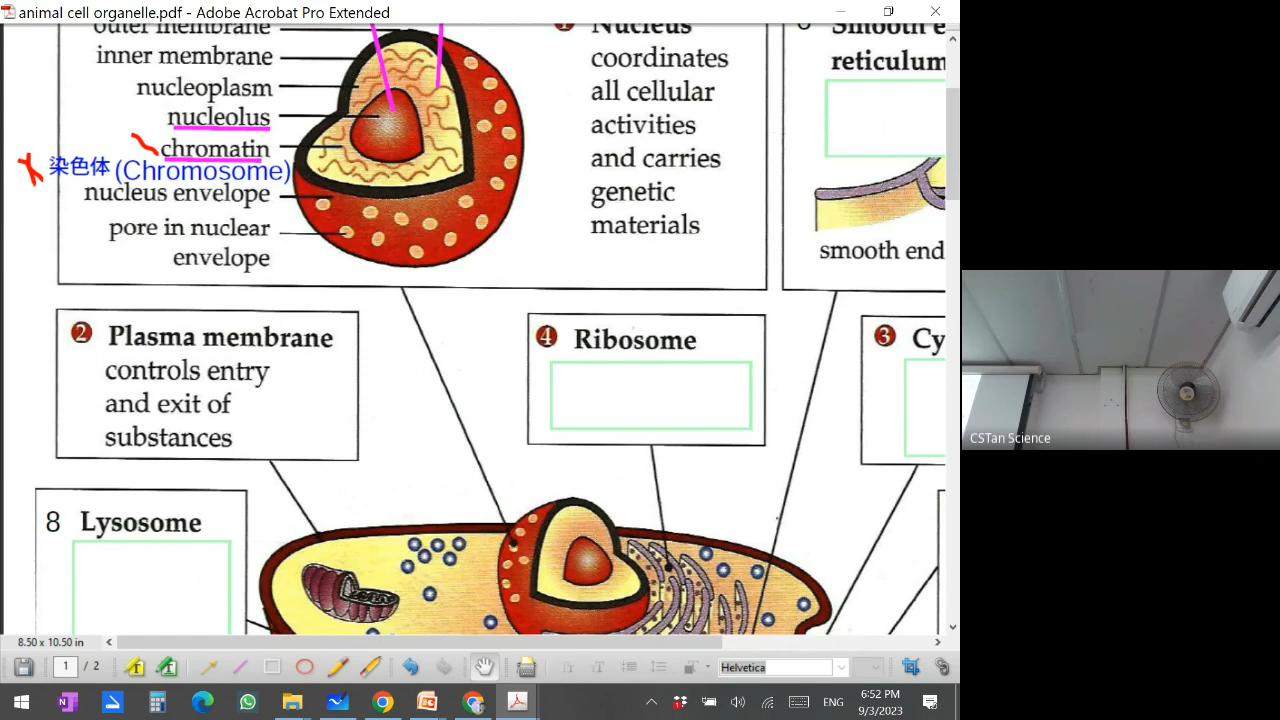 animal cell organelle.pdf - Adobe Acrobat Pro Extended
outer membrane
inner membrane
nucleoplasm
nucleolus
chromatin
染色体 (Chromosome)
nucleus envelope
pore in nuclear
envelope
Nucleus
coordinates
all cellular
activities
and carries
genetic
materials
Smooth e
reticulum
smooth end
2 Plasma membrane
controls entry
and exit of
substances
4 Ribosome
3 Cy
8 Lysosome
CSTan Science
8.50 x 10.50 in
1 / 2
Helvetica
ENG
6:52 PM
9/3/2023